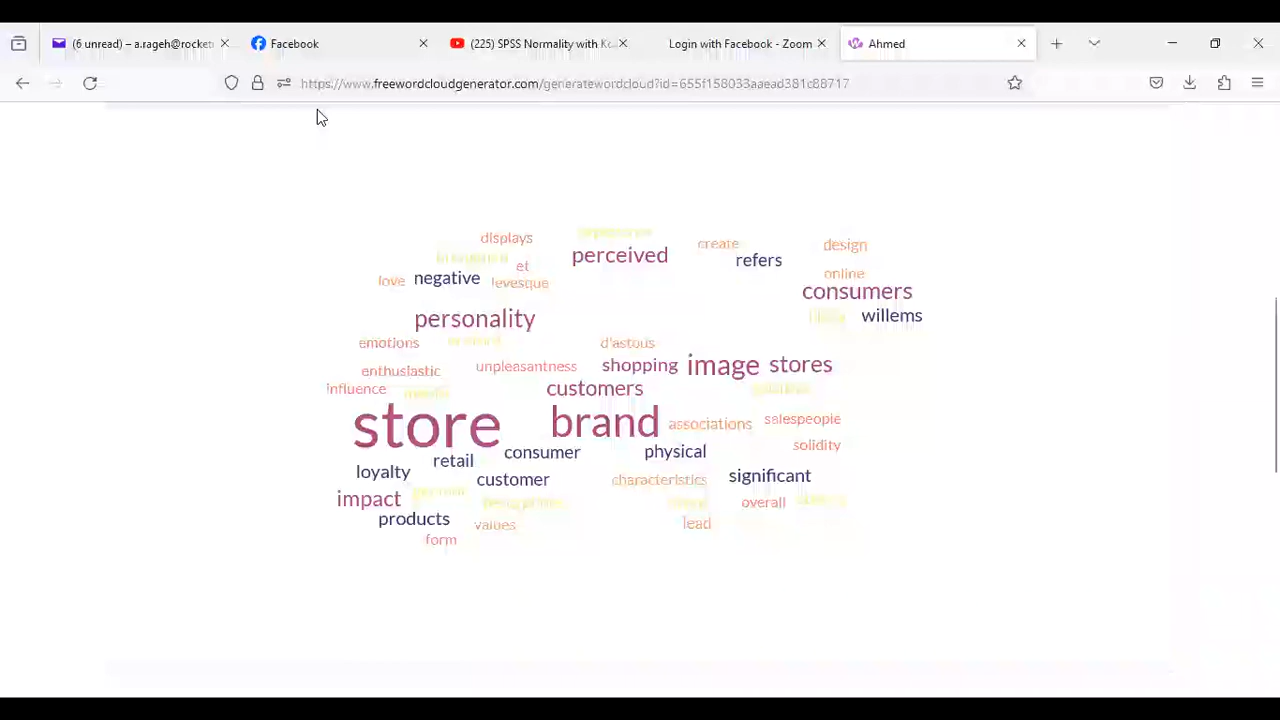 (6 unread) – a.rageh@rocket
Facebook
(225) SPSS Normality with Ko
Login with Facebook - Zoom
Ahmed
https://www.freewordcloudgenerator.com/generatewordcloud?id=655f158033aaead381c88717
displays
perceived
create
refers
design
et
negative
love
levesque
online
consumers
willems
personality
emotions
d'astous
enthusiastic
unpleasantness
shopping
image
stores
influence
customers
store
brand
associations
salespeople
solidity
retail
consumer
physical
loyalty
customer
characteristics
significant
impact
overall
products
values
lead
form